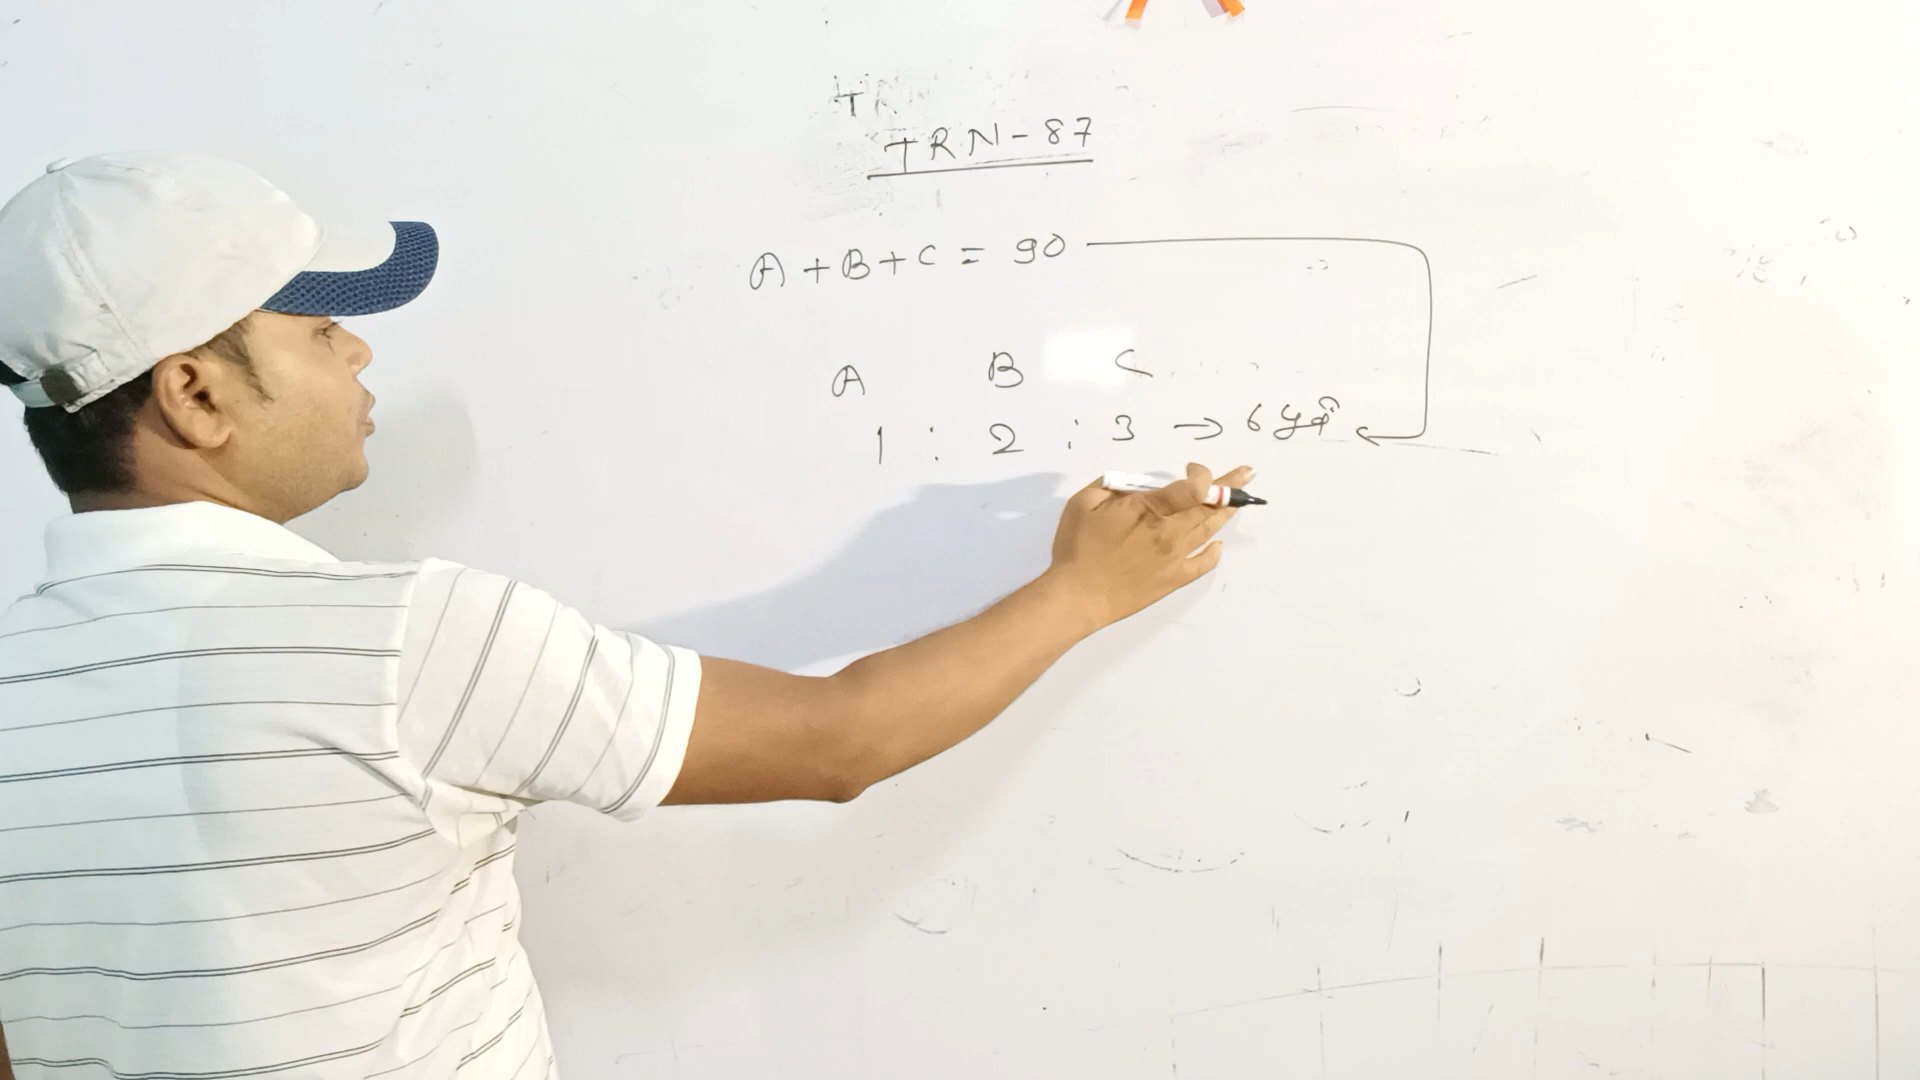 TRN-87
A + B + C = 90
A B C
1 : 2 : 3 → 6